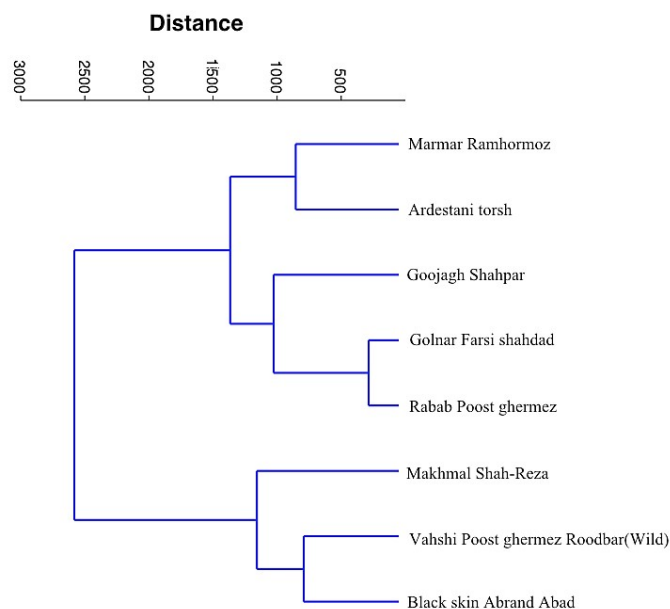 Distance
3000
2500
2000
1500
1000
500
Marmar Ramhormoz
Ardestani torsh
Goojagh Shahpar
Golnar Farsi shahdad
Rabab Poost ghermez
Makhmal Shah-Reza
Vahshi Poost ghermez Roodbar(Wild)
Black skin Abrand Abad